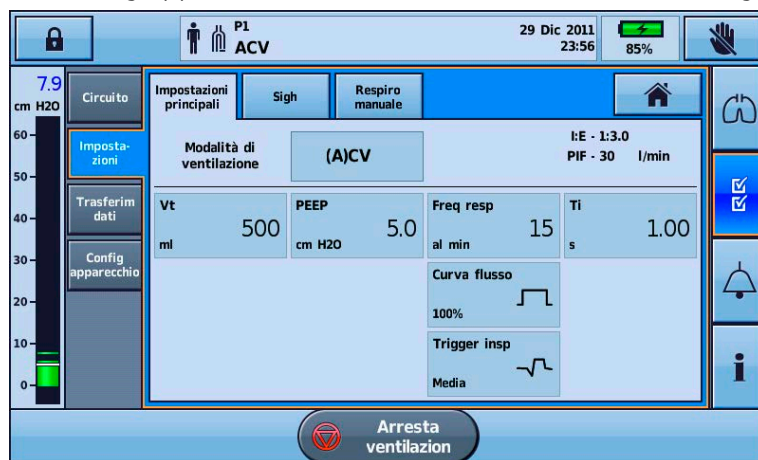 P1
ACV
29 Dic 2011
23:56
85%
7.9
cm H2O
60
50
40
30
20
10
0
Circuito
Imposta-
zioni
Trasferim
dati
Config
apparecchio
Impostazioni
principali
Sigh
Respiro
manuale
Modalità di
ventilazione
(A)CV
I:E - 1:3.0
PIF - 30 l/min
Vt
500
ml
PEEP
5.0
cm H2O
Freq resp
15
al min
Ti
1.00
s
Curva flusso
100%
Trigger insp
Media
i
Arresta
ventilazion